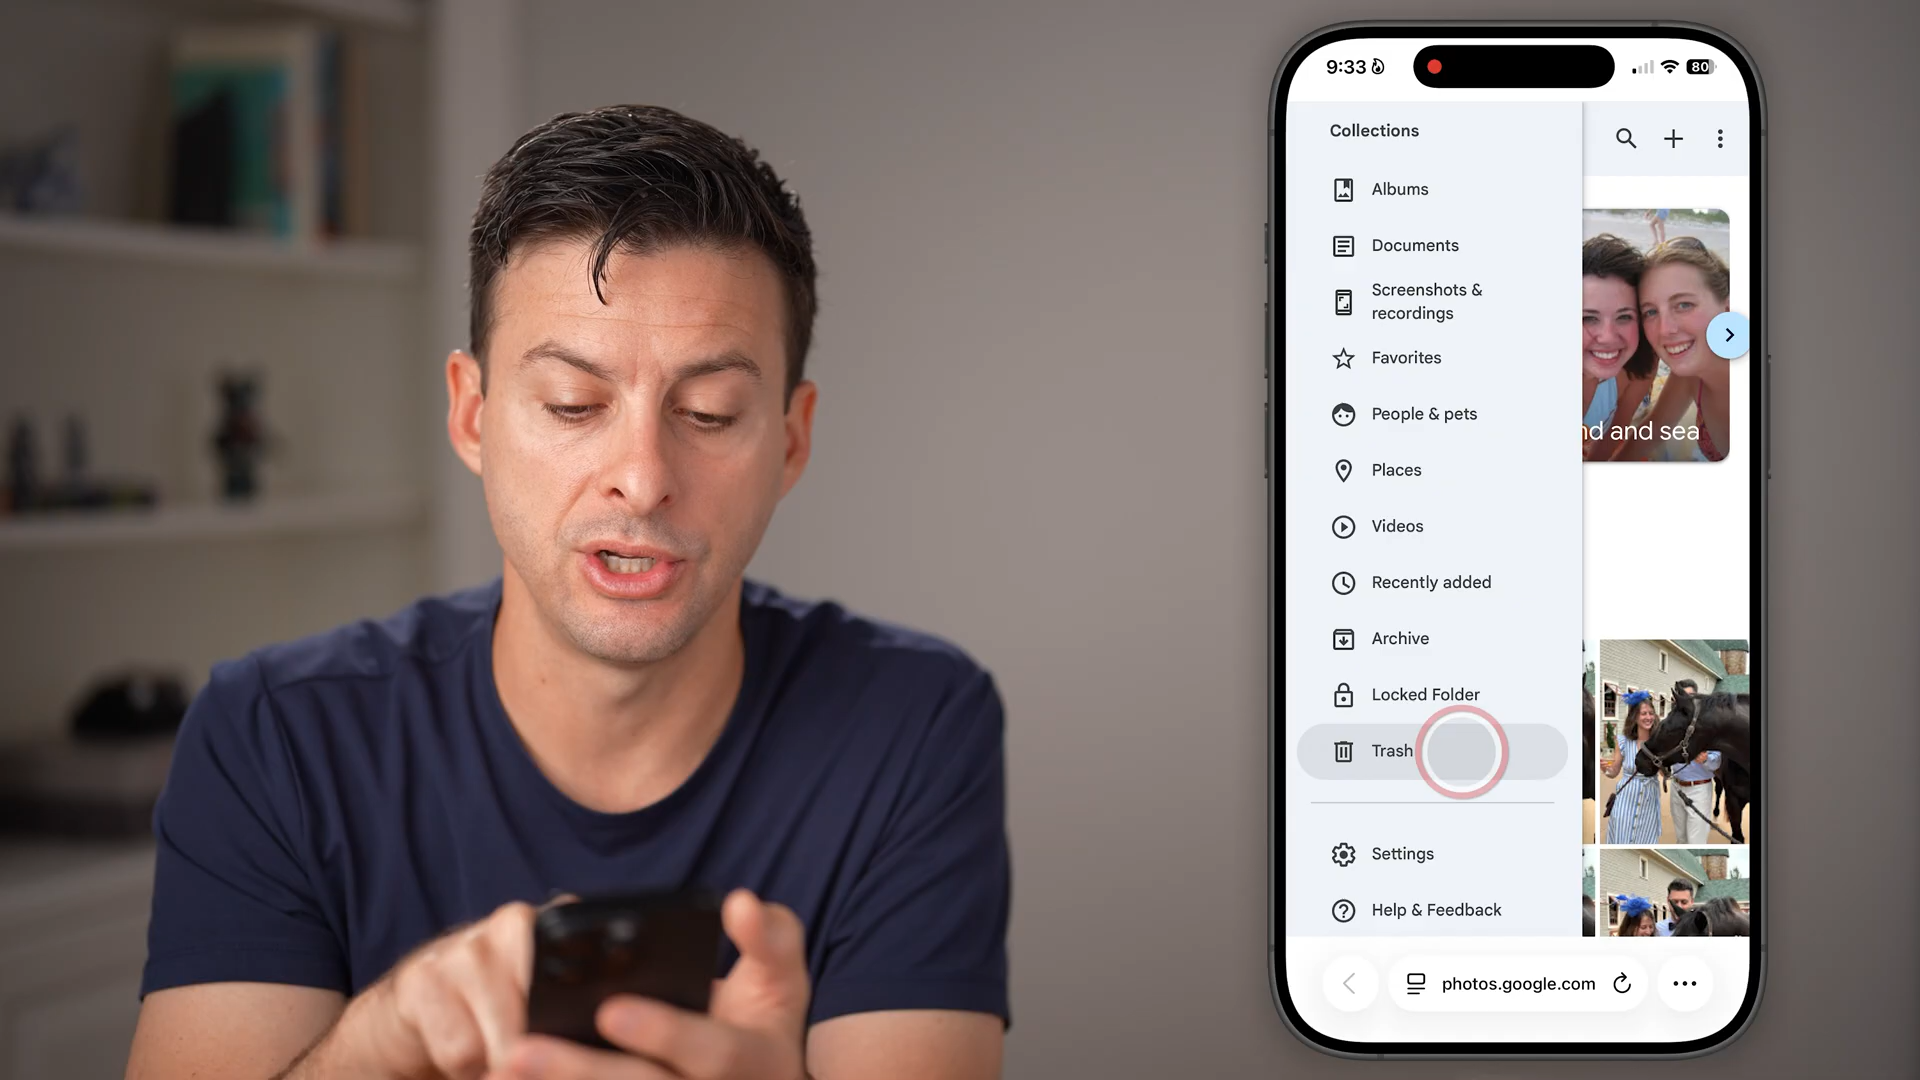 9:33
80
Collections
Albums
Documents
Screenshots &
recordings
Favorites
People & pets
Places
Videos
Recently added
Archive
Locked Folder
Trash
Settings
Help & Feedback
and sea
photos.google.com